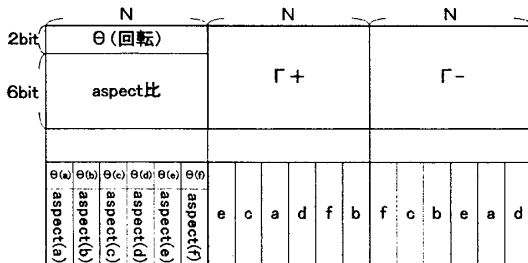 N N N
2bit θ(回転)
6bit aspect比 Γ+ Γ-
θ(a) θ(b) θ(c) θ(d) θ(e) θ(f)
aspect(a) aspect(b) aspect(c) aspect(d) aspect(e) aspect(f) e c a d f b f c b e a d